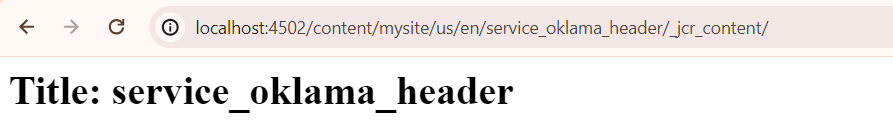 localhost:4502/content/mysite/us/en/service_oklama_header/_jcr_content/
Title: service_oklama_header